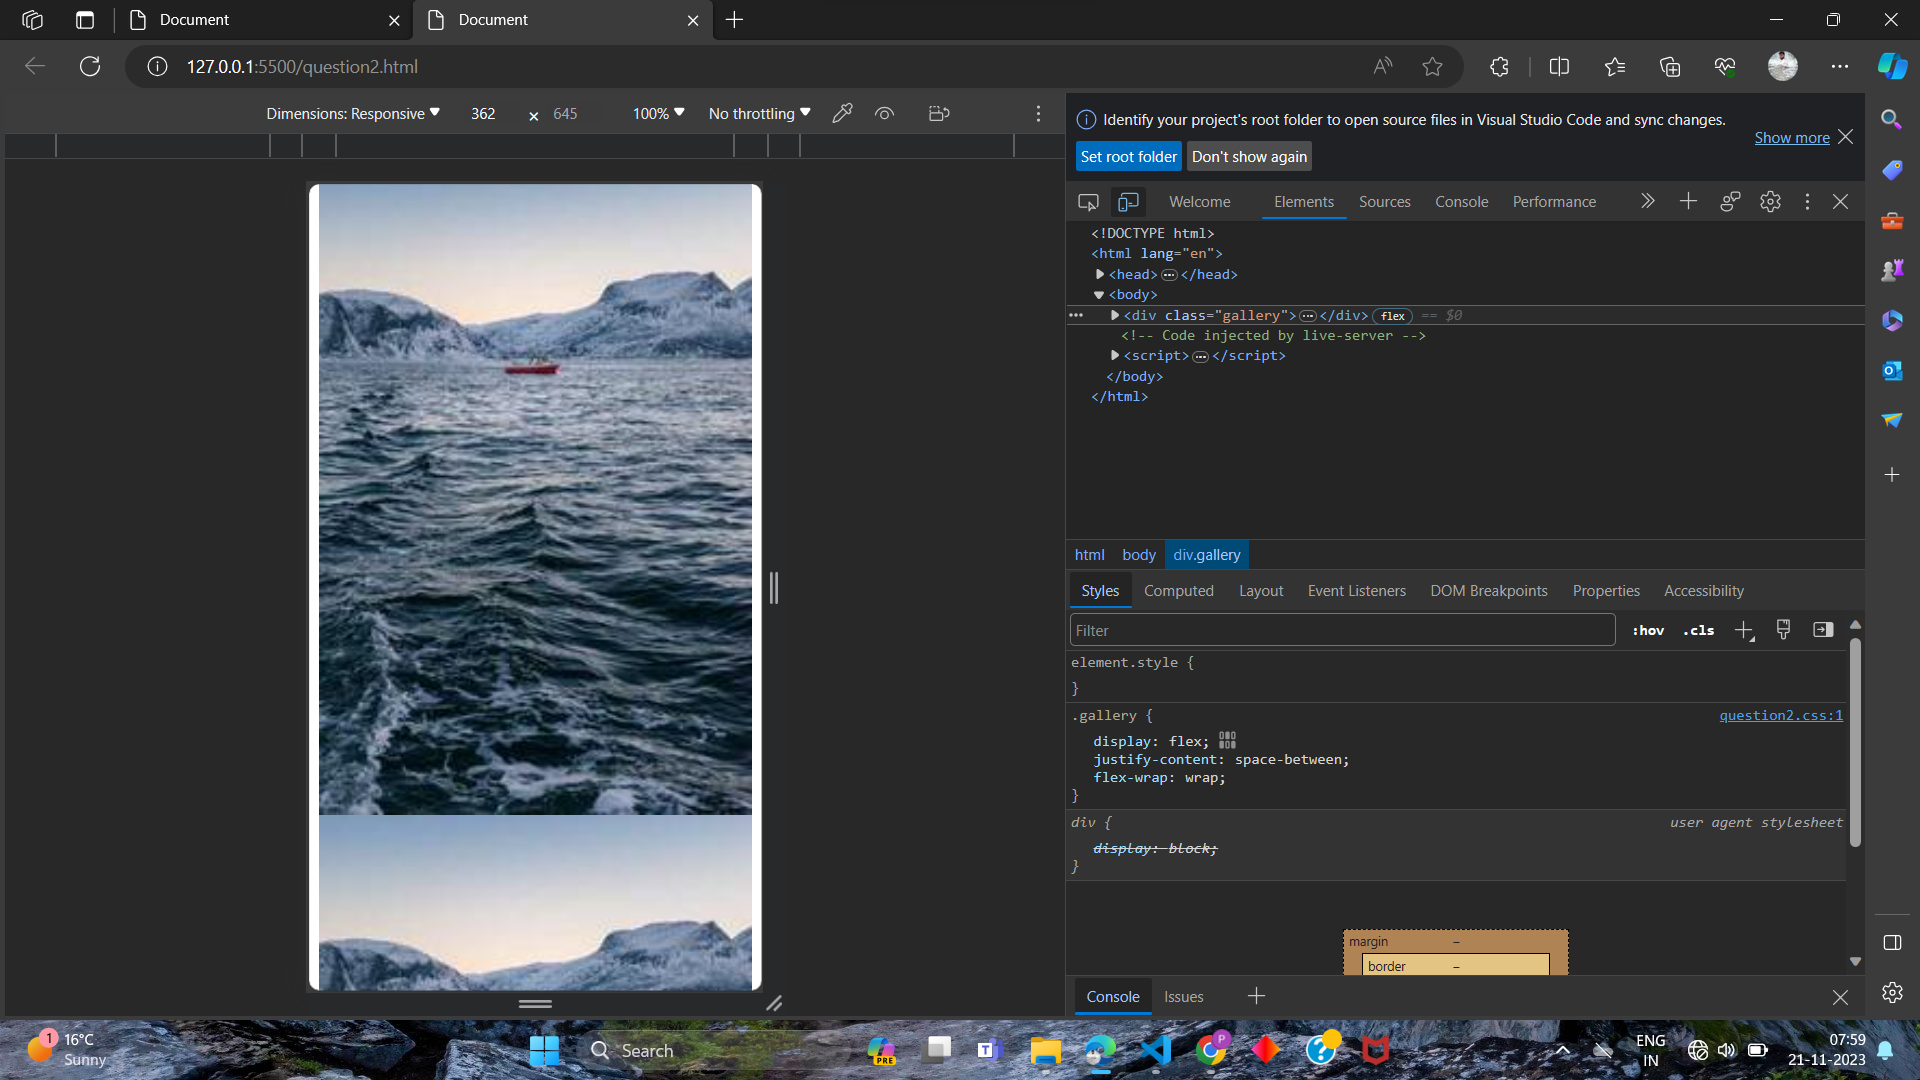 Document
Document
127.0.0.1:5500/question2.html
Dimensions: Responsive 362 × 645 100% No throttling
Identify your project's root folder to open source files in Visual Studio Code and sync changes.
Show more
Set root folder Don't show again
Welcome Elements Sources Console Performance
<!DOCTYPE html>
<html lang="en">
<head>…</head>
<body>
<div class="gallery">…</div> flex == $0
<!-- Code injected by live-server -->
<script>…</script>
</body>
</html>
html body div.gallery
Styles Computed Layout Event Listeners DOM Breakpoints Properties Accessibility
Filter :hov .cls
element.style {
}
.gallery { question2.css:1
display: flex;
justify-content: space-between;
flex-wrap: wrap;
}
div { user agent stylesheet
display: block;
}
margin –
border –
Console Issues
1
16°C
Sunny
Search
PRE
T
P
ENG
IN
07:59
21-11-2023